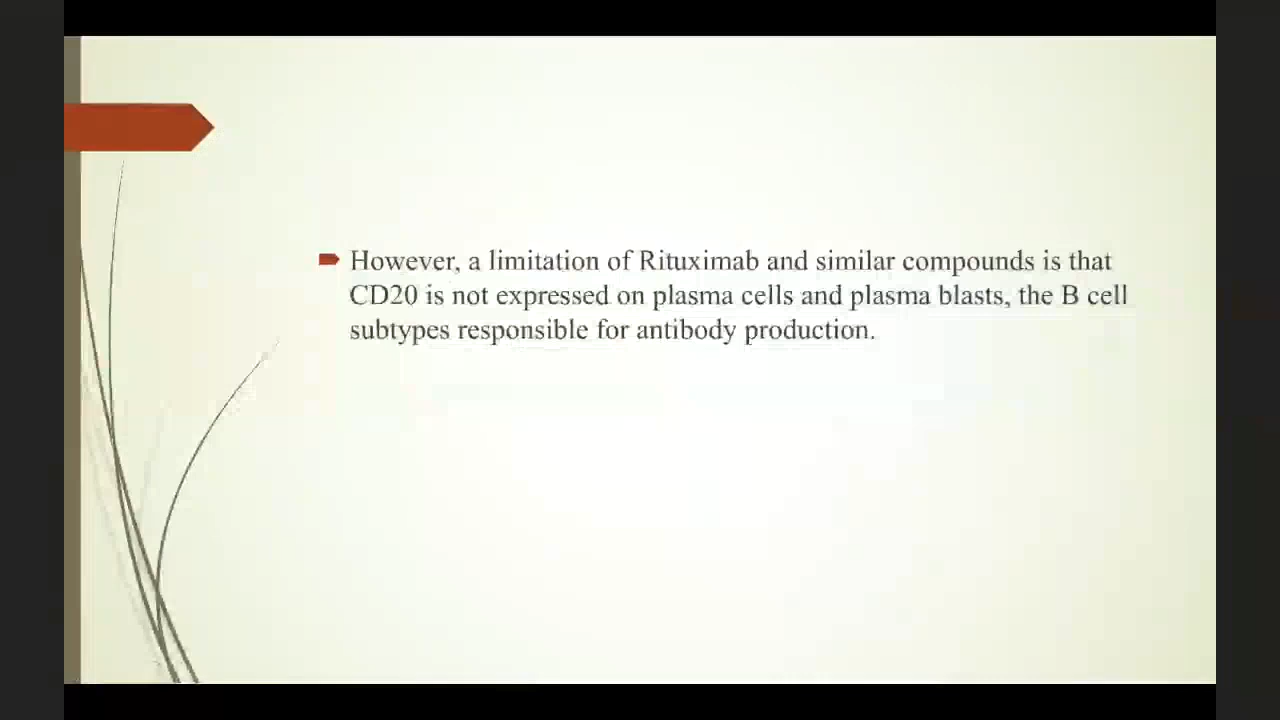 However, a limitation of Rituximab and similar compounds is that
CD20 is not expressed on plasma cells and plasma blasts, the B cell
subtypes responsible for antibody production.